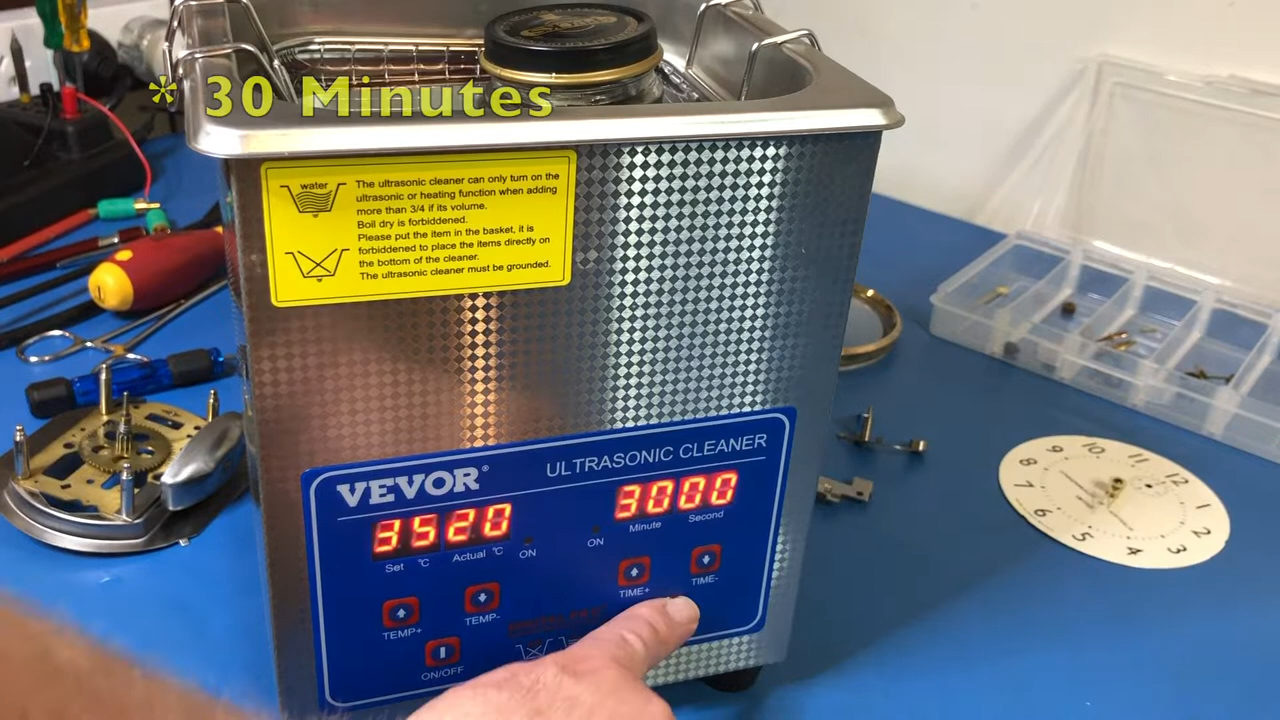 * 30 Minutes
water
The ultrasonic cleaner can only turn on the
ultrasonic or heating function when adding
more than 3/4 if its volume.
Boil dry is forbiddened.
Please put the item in the basket, it is
forbiddened to place the items directly on
the bottom of the cleaner.
The ultrasonic cleaner must be grounded.
VEVOR® ULTRASONIC CLEANER
3520 3000
Set °C Actual °C ON ON Minute Second
TEMP+ TEMP- TIME+ TIME-
ON/OFF
10 11 12 1 2 3 4 5 6 7 8 9